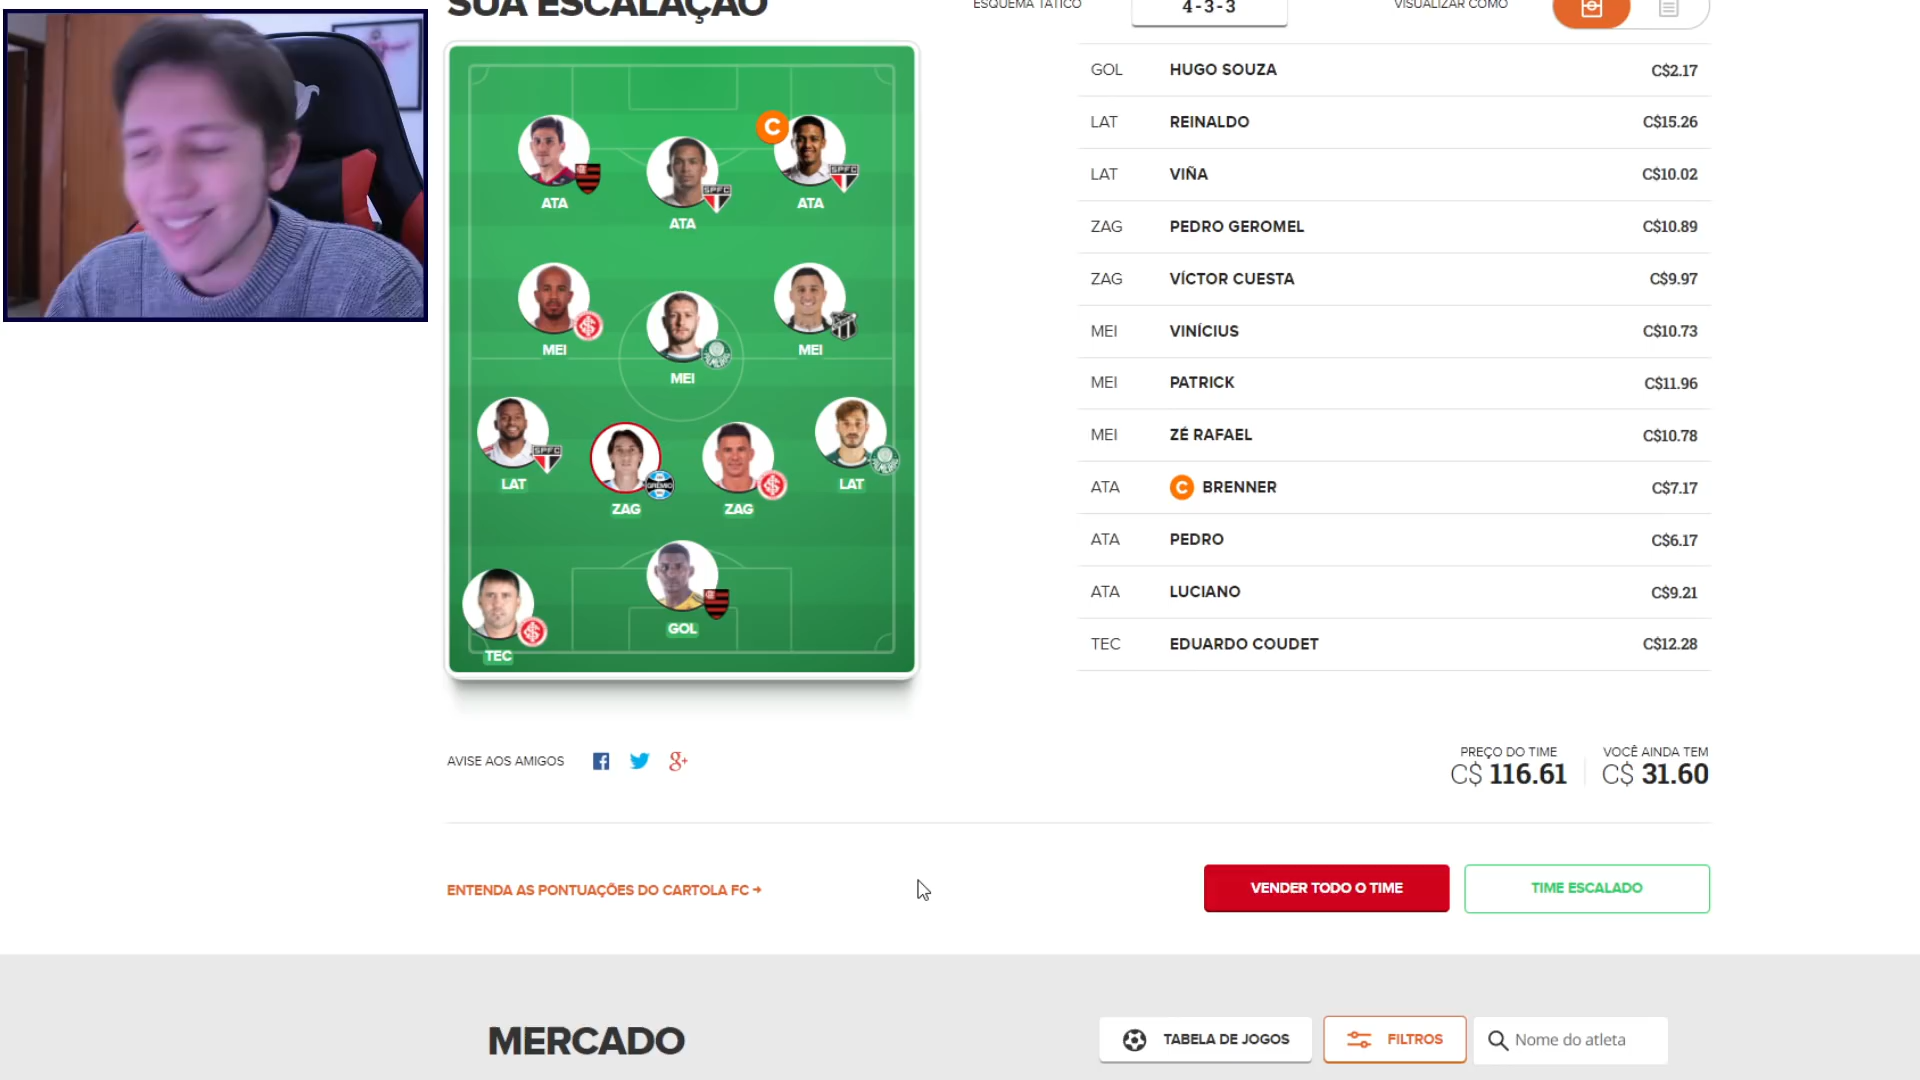 SUA ESCALAÇÃO
ESQUEMA TÁTICO
4-3-3
VISUALIZAR COMO
C
SPFC
SPFC
ATA
ATA
ATA
MEI
MEI
MEI
SPFC
GRÊMIO
LAT
ZAG
ZAG
LAT
GOL
TEC
GOL HUGO SOUZA C$2.17
LAT REINALDO C$15.26
LAT VIÑA C$10.02
ZAG PEDRO GEROMEL C$10.89
ZAG VÍCTOR CUESTA C$9.97
MEI VINÍCIUS C$10.73
MEI PATRICK C$11.96
MEI ZÉ RAFAEL C$10.78
ATA C BRENNER C$7.17
ATA PEDRO C$6.17
ATA LUCIANO C$9.21
TEC EDUARDO COUDET C$12.28
AVISE AOS AMIGOS
PREÇO DO TIME
C$ 116.61
VOCÊ AINDA TEM
C$ 31.60
ENTENDA AS PONTUAÇÕES DO CARTOLA FC
VENDER TODO O TIME
TIME ESCALADO
MERCADO
TABELA DE JOGOS
FILTROS
Nome do atleta